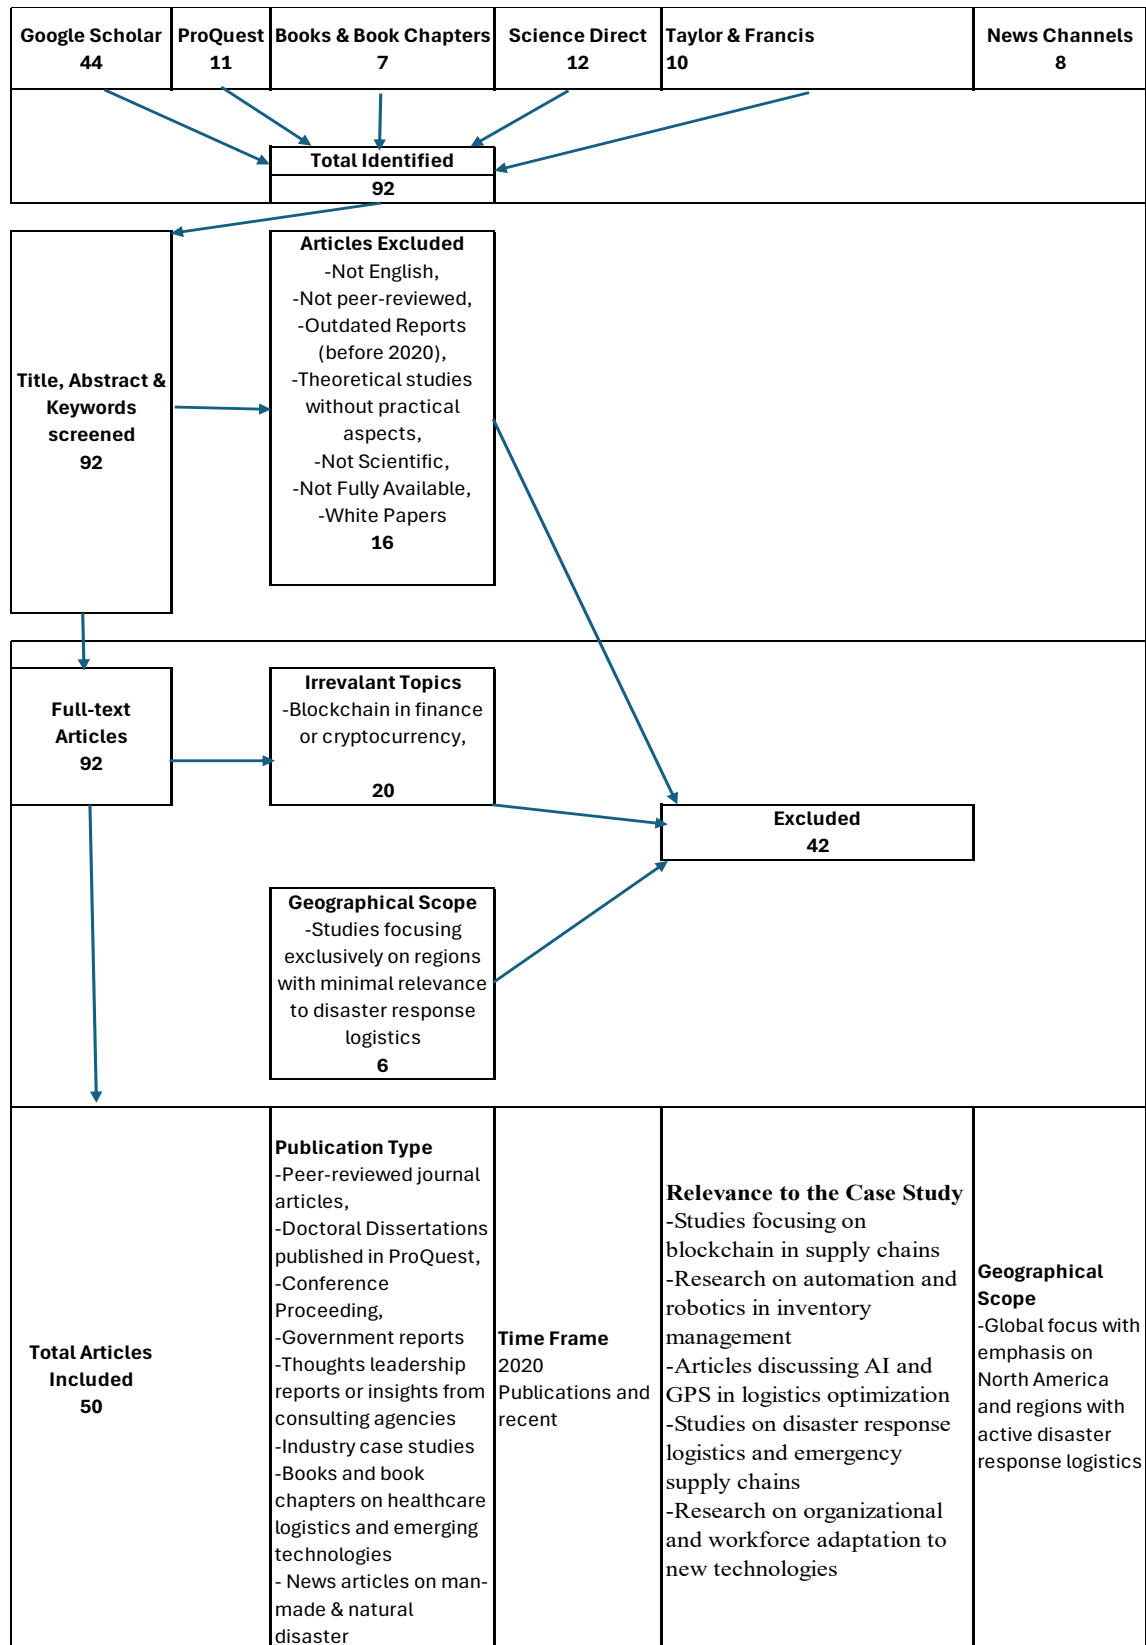 Google Scholar
44
ProQuest
11
Books & Book Chapters
7
Science Direct
12
Taylor & Francis
10
News Channels
8
Total Identified
92
Title, Abstract &
Keywords
screened
92
Articles Excluded
-Not English,
-Not peer-reviewed,
-Outdated Reports
(before 2020),
-Theoretical studies
without practical
aspects,
-Not Scientific,
-Not Fully Available,
-White Papers
16
Full-text
Articles
92
Irrevalant Topics
-Blockchain in finance
or cryptocurrency,
20
Excluded
42
Geographical Scope
-Studies focusing
exclusively on regions
with minimal relevance
to disaster response
logistics
6
Total Articles
Included
50
Publication Type
-Peer-reviewed journal
articles,
-Doctoral Dissertations
published in ProQuest,
-Conference
Proceeding,
-Government reports
-Thoughts leadership
reports or insights from
consulting agencies
-Industry case studies
-Books and book
chapters on healthcare
logistics and emerging
technologies
- News articles on man-
made & natural
disaster
Time Frame
2020
Publications and
recent
Relevance to the Case Study
-Studies focusing on
blockchain in supply chains
-Research on automation and
robotics in inventory
management
-Articles discussing AI and
GPS in logistics optimization
-Studies on disaster response
logistics and emergency
supply chains
-Research on organizational
and workforce adaptation to
new technologies
Geographical
Scope
-Global focus with
emphasis on
North America
and regions with
active disaster
response logistics